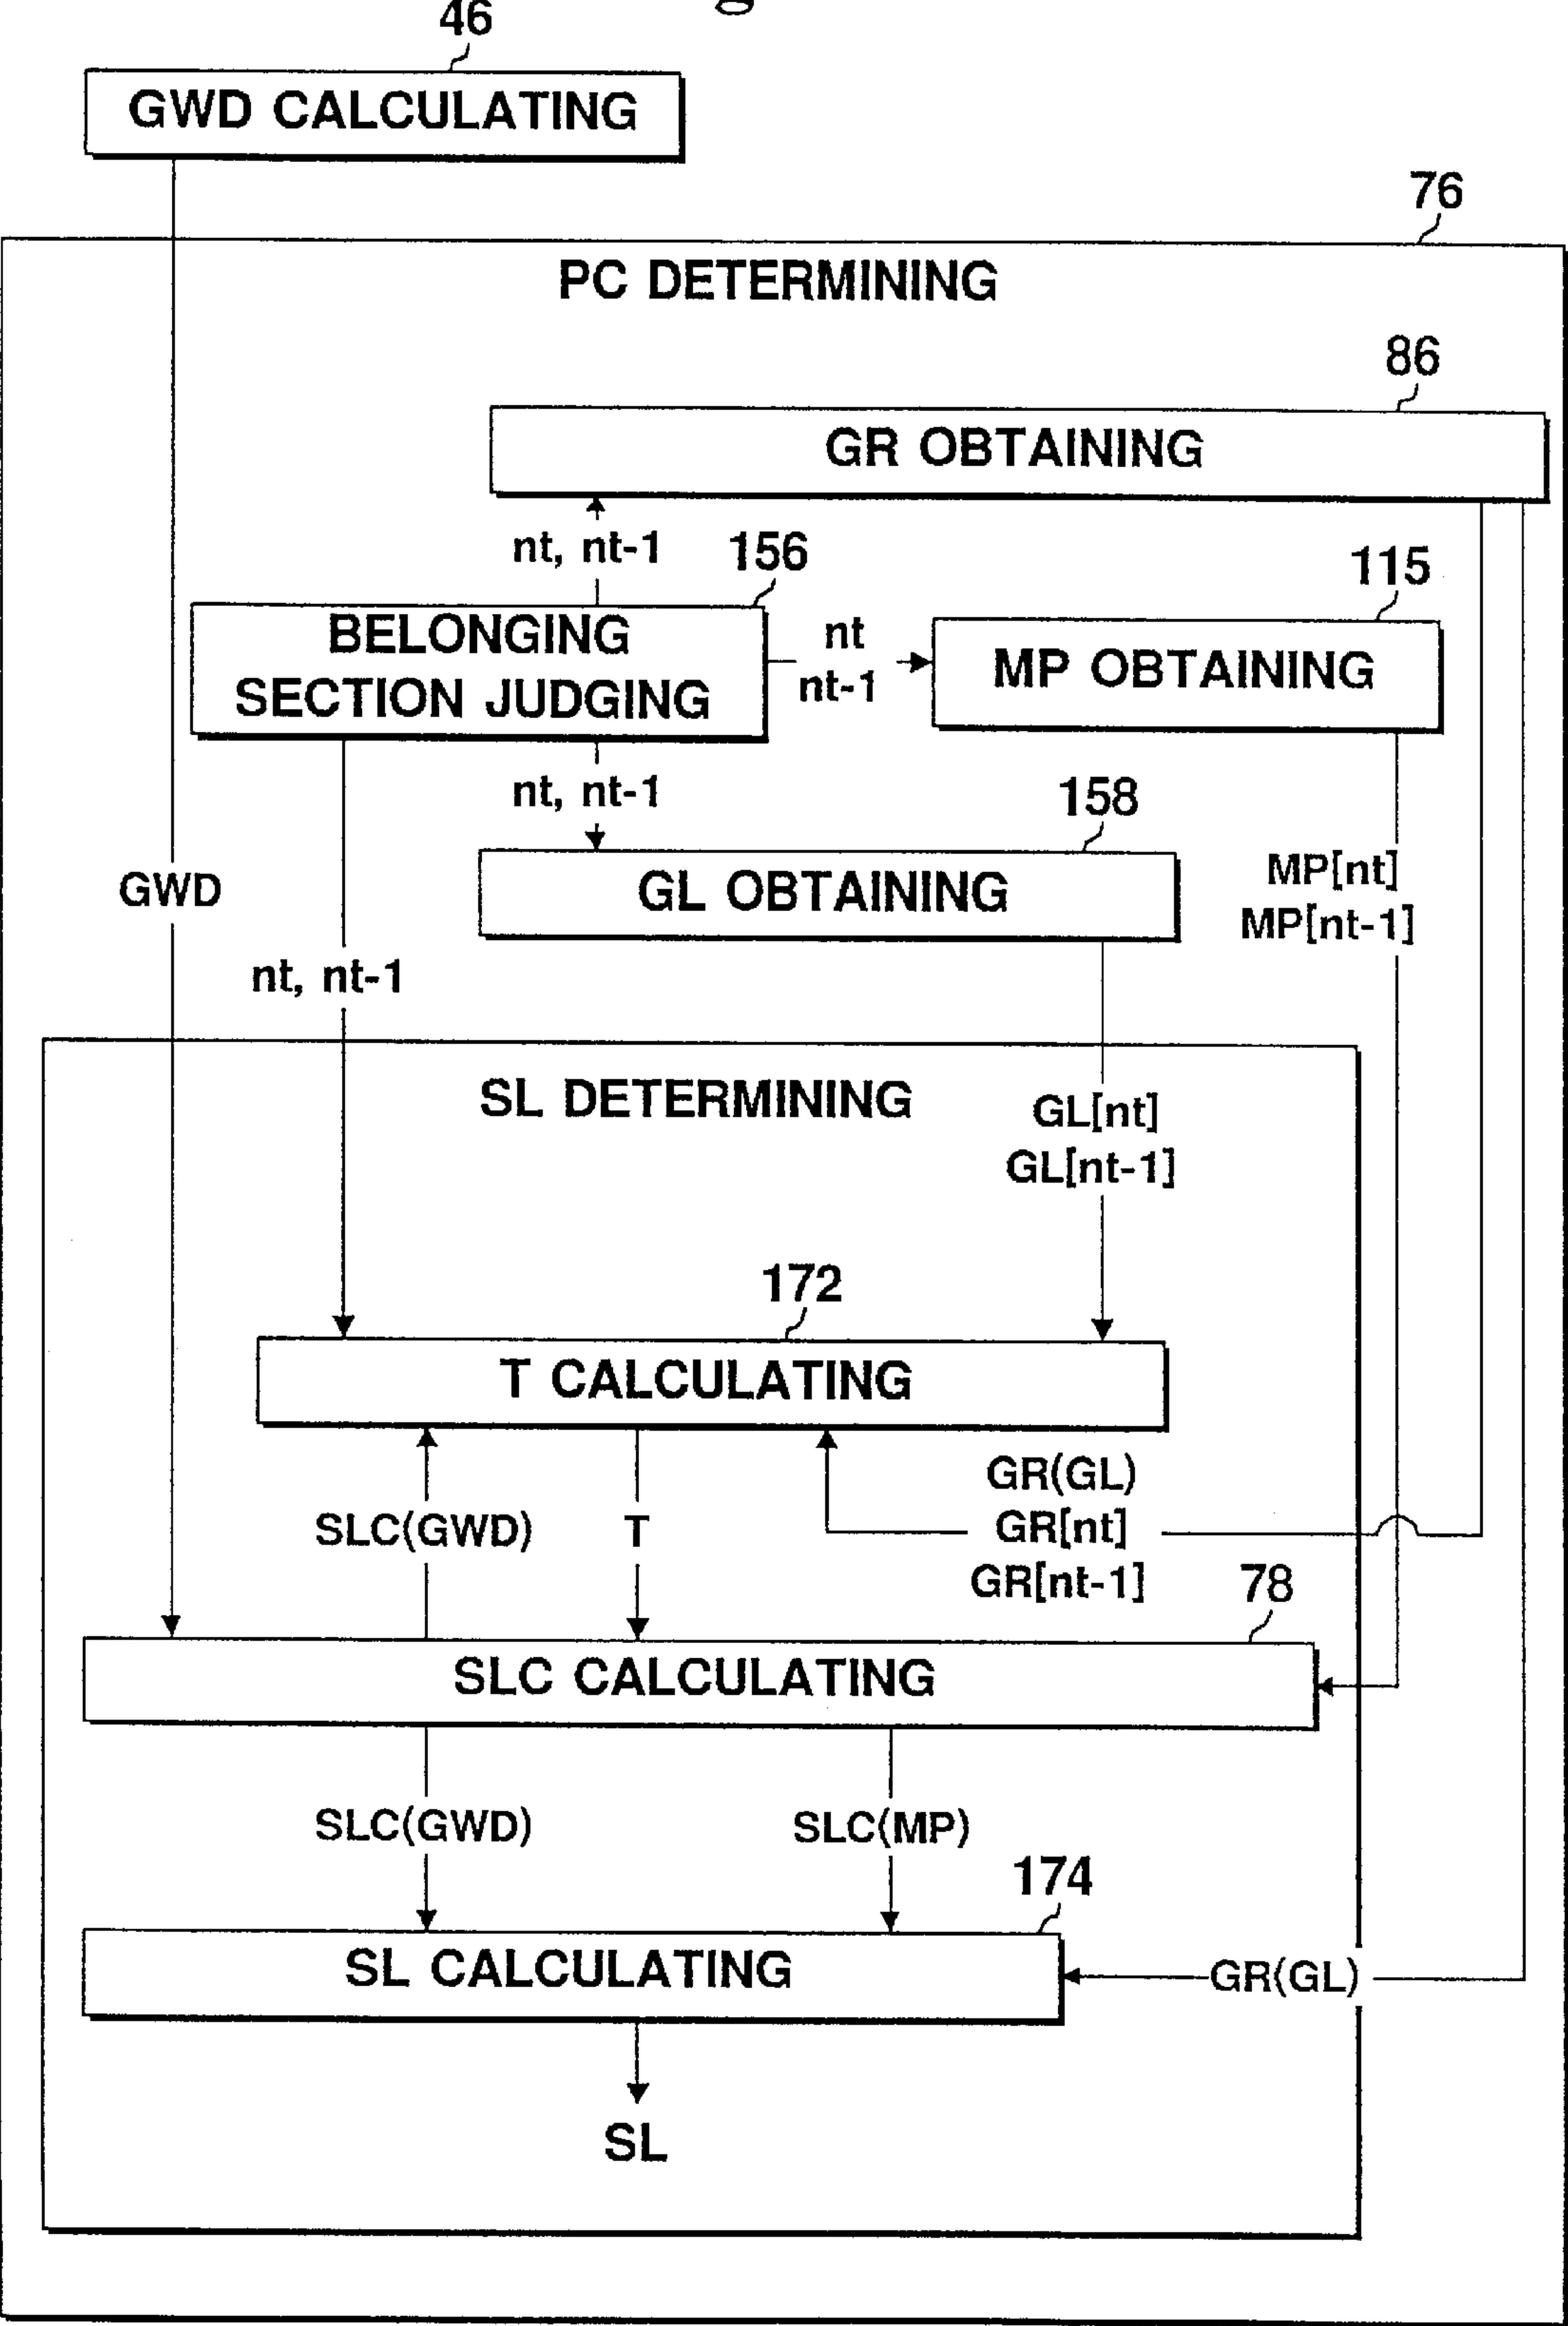 46
GWD CALCULATING
76
PC DETERMINING
86
GR OBTAINING
nt, nt-1
156
115
BELONGING
SECTION JUDGING
nt
nt-1
MP OBTAINING
nt, nt-1
158
GL OBTAINING
MP[nt]
MP[nt-1]
GWD
nt, nt-1
SL DETERMINING
GL[nt]
GL[nt-1]
172
T CALCULATING
SLC(GWD)
T
GR(GL)
GR[nt]
GR[nt-1]
78
SLC CALCULATING
SLC(GWD)
SLC(MP)
174
SL CALCULATING
GR(GL)
SL